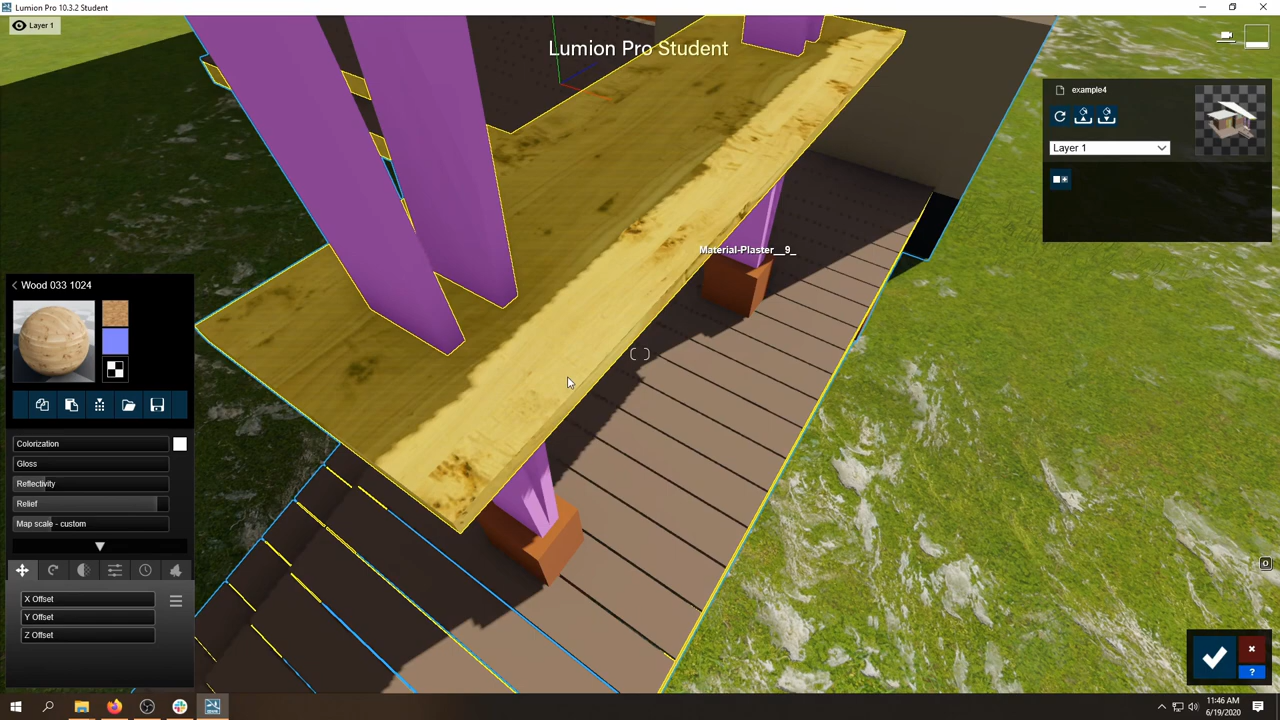 Lumion Pro 10.3.2 Student
Layer 1
Lumion Pro Student
example4
Layer 1
Material-Plaster__9_
Wood 033 1024
Colorization
Gloss
Reflectivity
Relief
Map scale - custom
X Offset
Y Offset
Z Offset
?
11:46 AM
6/19/2020